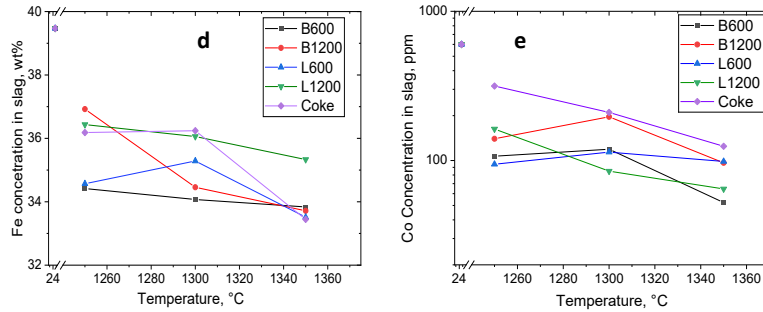 d
B600
B1200
L600
L1200
Coke
Fe concetration in slag, wt%
40
38
36
34
32
24 1260 1280 1300 1320 1340 1360
Temperature, °C
e
B600
B1200
L600
L1200
Coke
Co Concentration in slag, ppm
1000
100
24 1260 1280 1300 1320 1340 1360
Temperature, °C